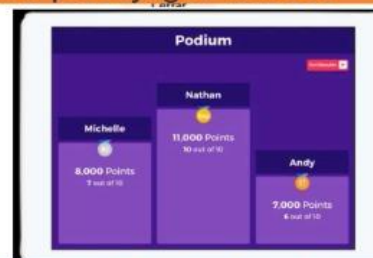 Cerrar
Podium
Nathan
11,000 Points
10 out of 10
Michelle
8,000 Points
7 out of 10
Andy
7,000 Points
6 out of 10